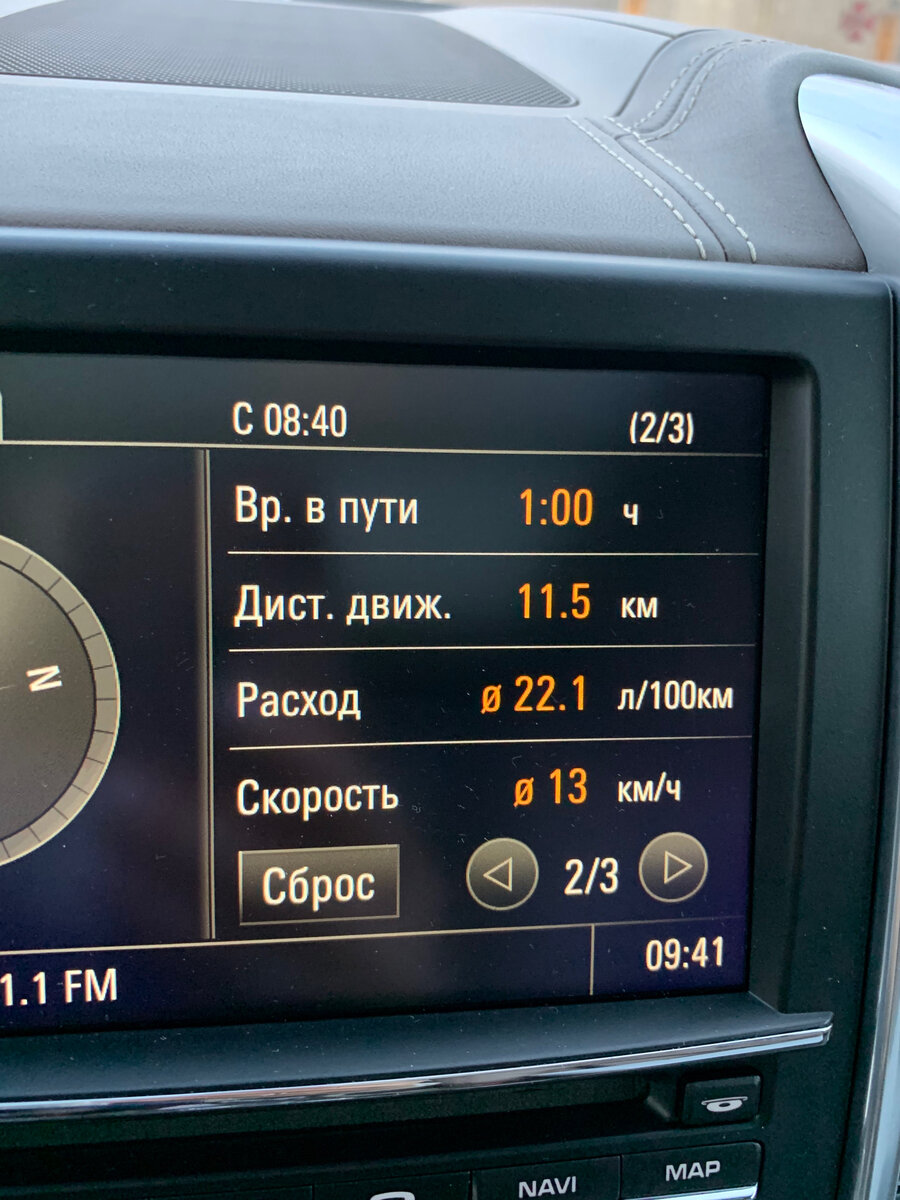 С 08:40 (2/3)
Вр. в пути 1:00 ч
Дист. движ. 11.5 км
Расход ø 22.1 л/100км
N
Скорость ø 13 км/ч
Сброс 2/3
1.1 FM 09:41
NAVI MAP